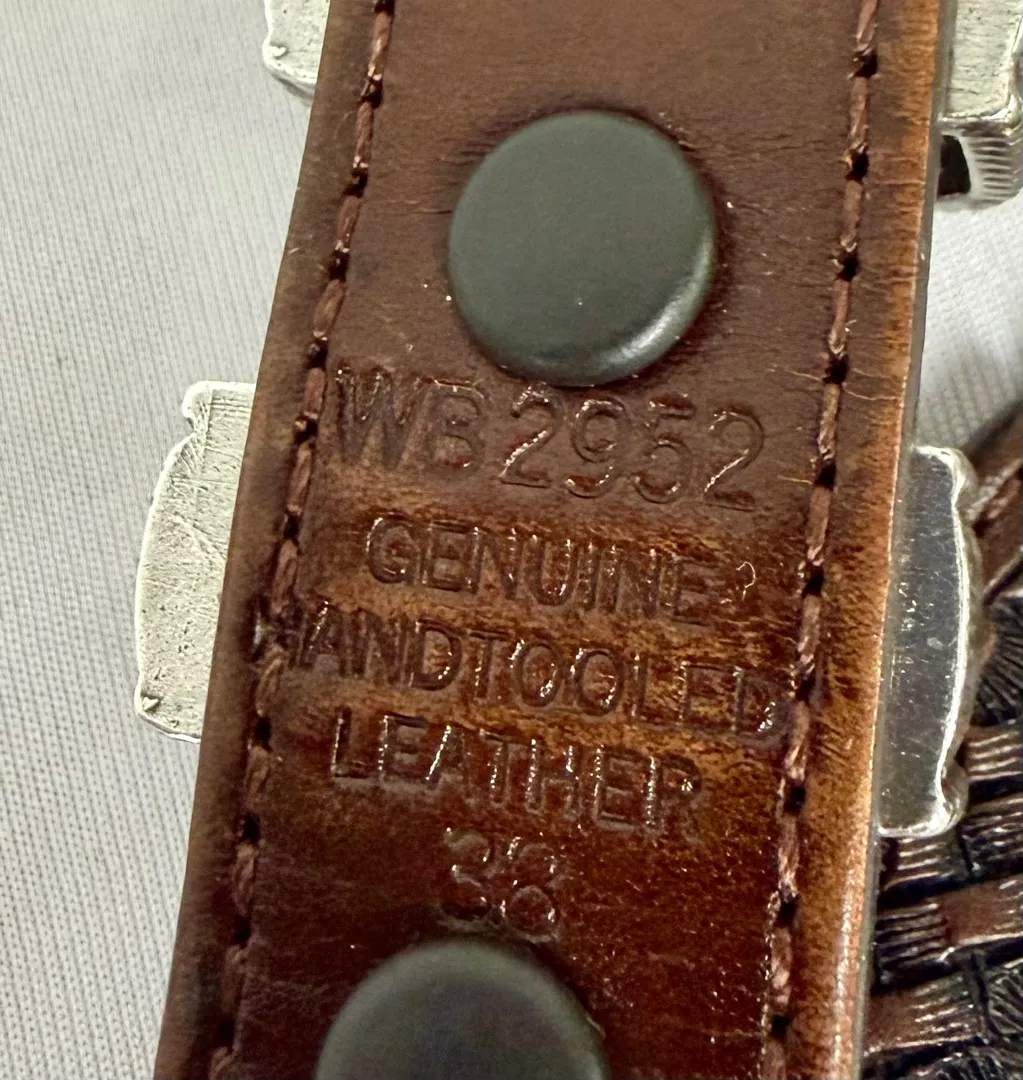 WB 2952
GENUINE
HANDTOOLED
LEATHER
38